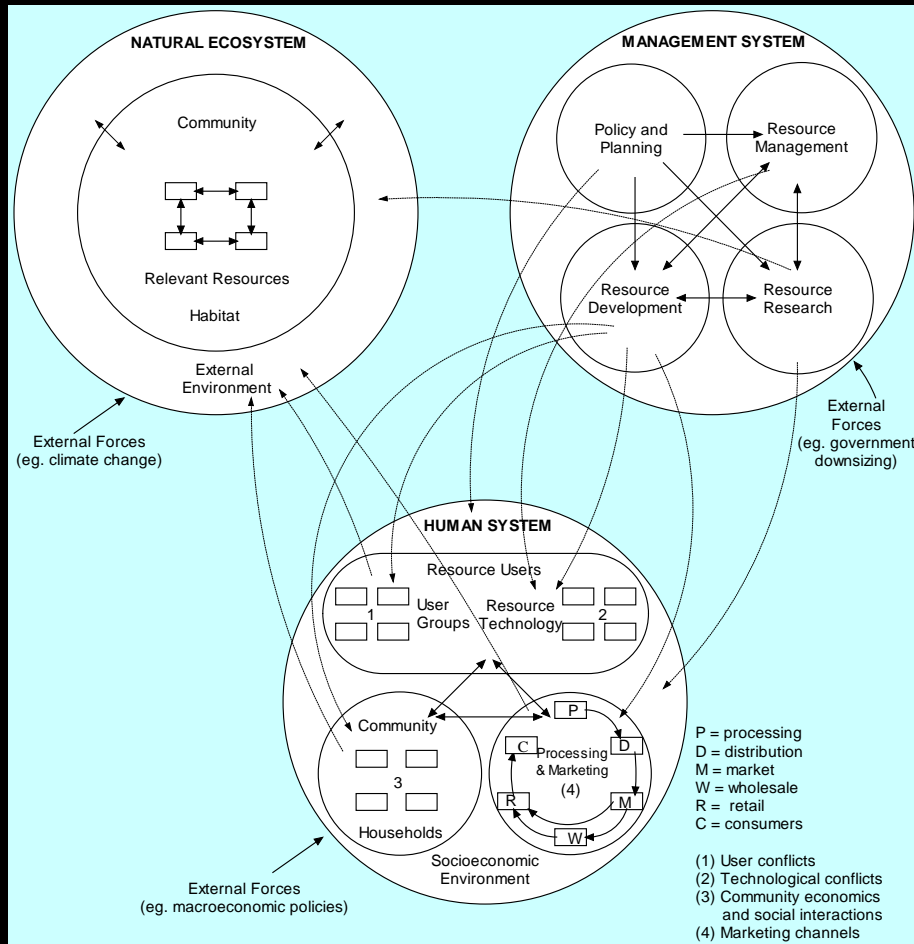 NATURAL ECOSYSTEM
Community
Relevant Resources
Habitat
External
Environment
External Forces
(eg. climate change)
MANAGEMENT SYSTEM
Policy and
Planning
Resource
Management
Resource
Development
Resource
Research
External
Forces
(eg. government
downsizing)
HUMAN SYSTEM
Resource Users
1
User
Groups
Resource
Technology
2
Community
3
Households
P
D
M
W
R
C
Processing
& Marketing
(4)
Socioeconomic
Environment
External Forces
(eg. macroeconomic policies)
P = processing
D = distribution
M = market
W = wholesale
R = retail
C = consumers
(1) User conflicts
(2) Technological conflicts
(3) Community economics
and social interactions
(4) Marketing channels